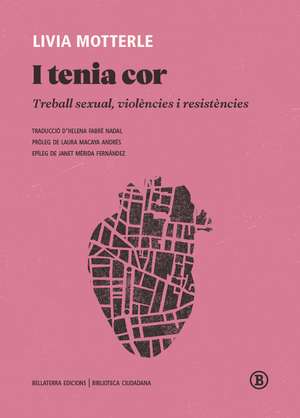 LIVIA MOTTERLE
I tenia cor
Treball sexual, violències i resistències
TRADUCCIÓ D'HELENA FABRÉ NADAL
PRÒLEG DE LAURA MACAYA ANDRÉS
EPÍLEG DE JANET MÉRIDA FERNÁNDEZ
BELLATERRA EDICIONS | BIBLIOTECA CIUDADANA
B